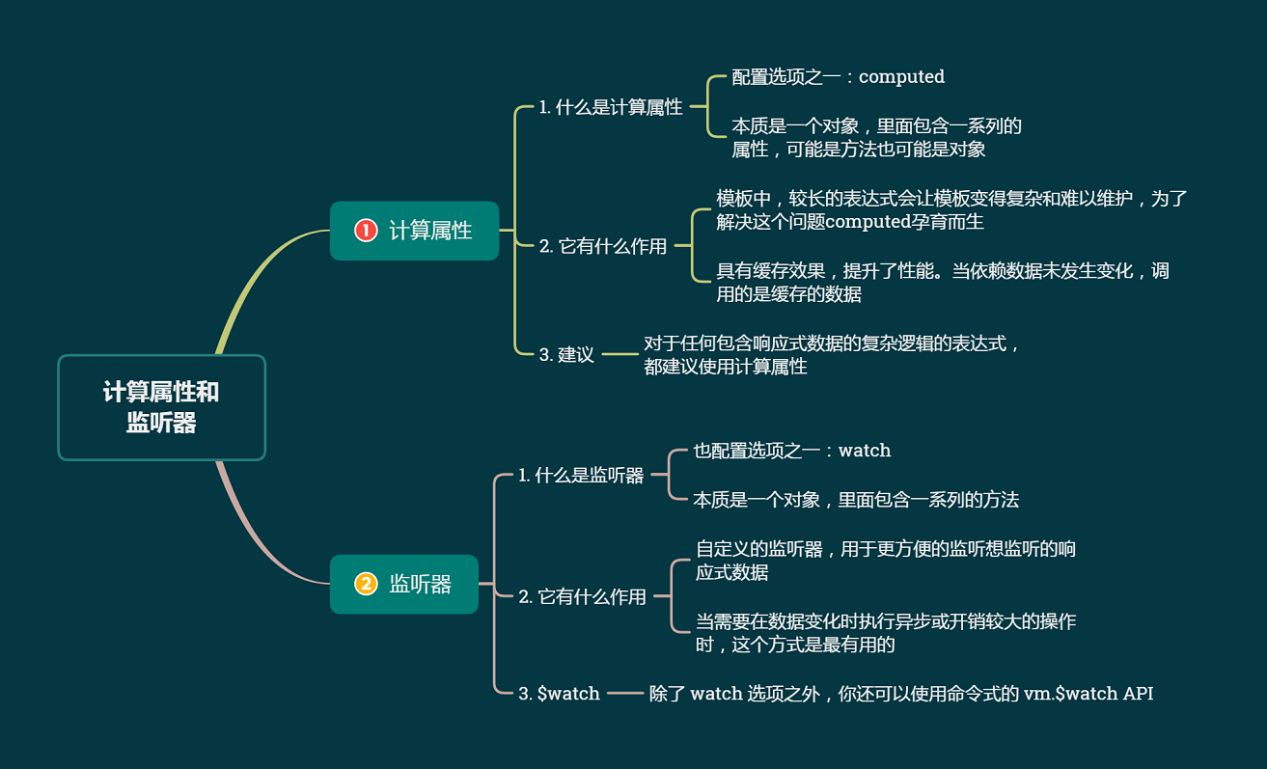 计算属性和
监听器
1 计算属性
1. 什么是计算属性
配置选项之一：computed
本质是一个对象，里面包含一系列的
属性，可能是方法也可能是对象
2. 它有什么作用
模板中，较长的表达式会让模板变得复杂和难以维护，为了
解决这个问题computed孕育而生
具有缓存效果，提升了性能。当依赖数据未发生变化，调
用的是缓存的数据
3. 建议
对于任何包含响应式数据的复杂逻辑的表达式，
都建议使用计算属性
2 监听器
1. 什么是监听器
也配置选项之一：watch
本质是一个对象，里面包含一系列的方法
2. 它有什么作用
自定义的监听器，用于更方便的监听想监听的响
应式数据
当需要在数据变化时执行异步或开销较大的操作
时，这个方式是最有用的
3. $watch
除了 watch 选项之外，你还可以使用命令式的 vm.$watch API